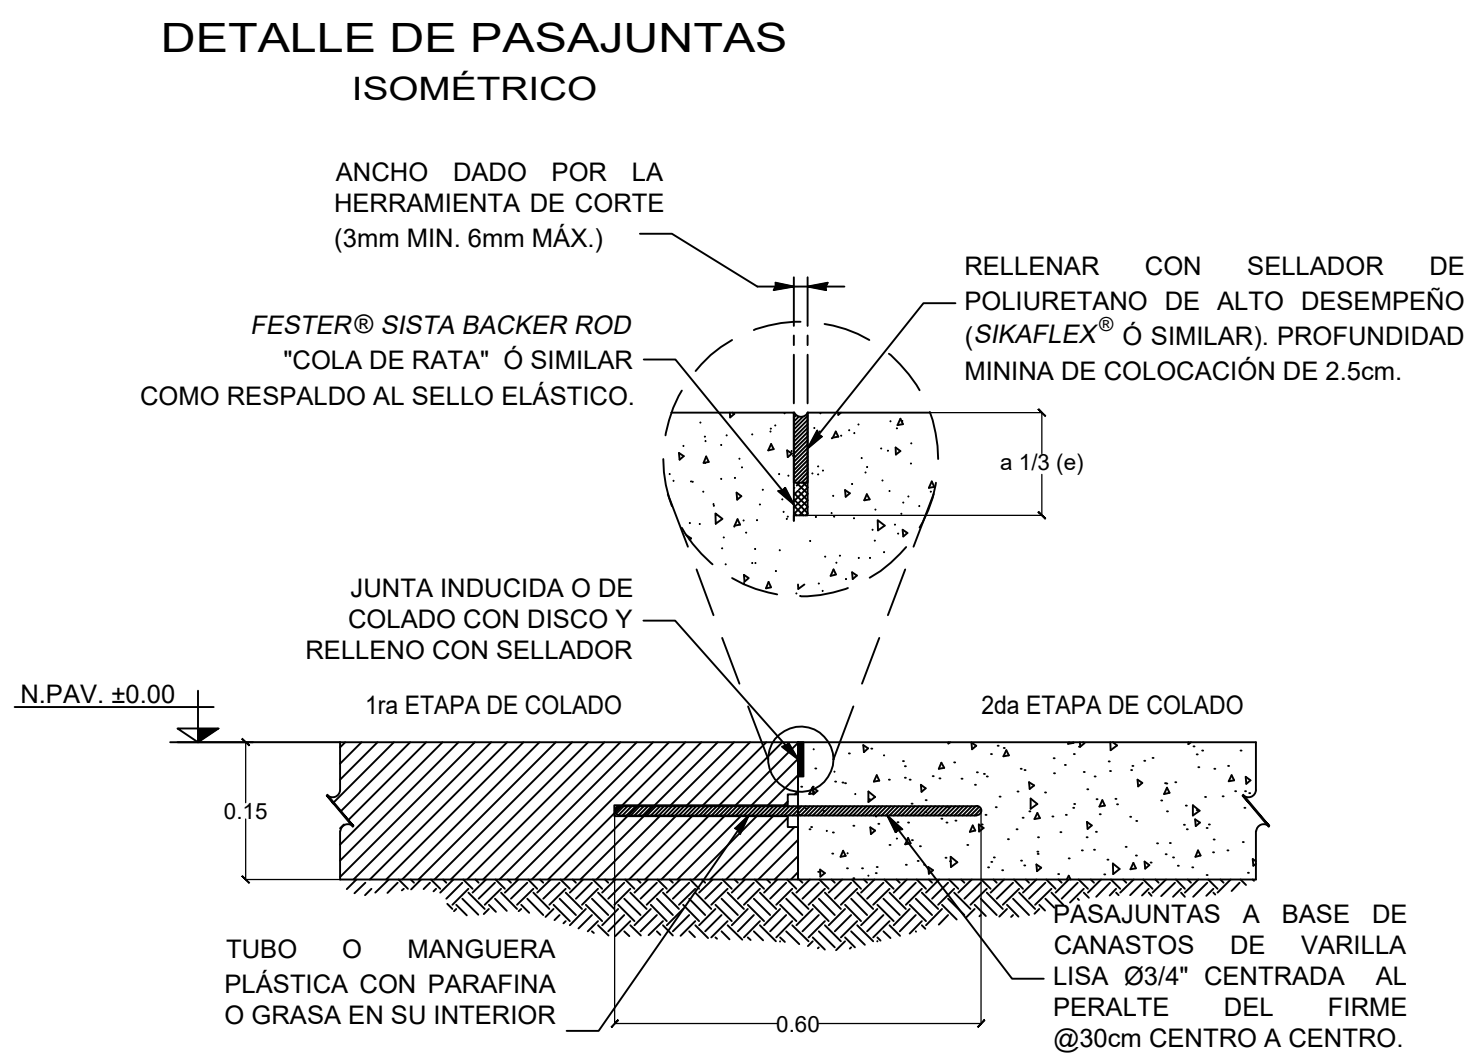 DETALLE DE PASAJUNTAS
ISOMÉTRICO
ANCHO DADO POR LA
HERRAMIENTA DE CORTE
(3mm MIN. 6mm MÁX.)
RELLENAR CON SELLADOR DE
POLIURETANO DE ALTO DESEMPEÑO
(SIKAFLEX® Ó SIMILAR). PROFUNDIDAD
MININA DE COLOCACIÓN DE 2.5cm.
FESTER® SISTA BACKER ROD
"COLA DE RATA" Ó SIMILAR
COMO RESPALDO AL SELLO ELÁSTICO.
a 1/3 (e)
JUNTA INDUCIDA O DE
COLADO CON DISCO Y
RELLENO CON SELLADOR
N.PAV. ±0.00
1ra ETAPA DE COLADO
2da ETAPA DE COLADO
0.15
TUBO O MANGUERA
PLÁSTICA CON PARAFINA
O GRASA EN SU INTERIOR
0.60
PASAJUNTAS A BASE DE
CANASTOS DE VARILLA
LISA Ø3/4" CENTRADA AL
PERALTE DEL FIRME
@30cm CENTRO A CENTRO.